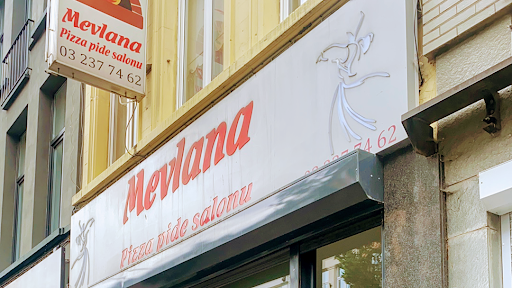 Mevlana
Pizza pide salonu
03 237 74 62
Mevlana
Pizza pide salonu
03 237 74 62